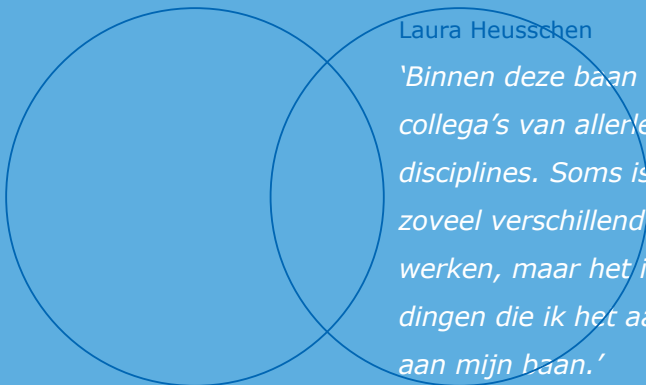 Laura Heusschen
‘Binnen deze baan
collega’s van allerle
disciplines. Soms is
zoveel verschillend
werken, maar het i
dingen die ik het aa
aan mijn baan.’